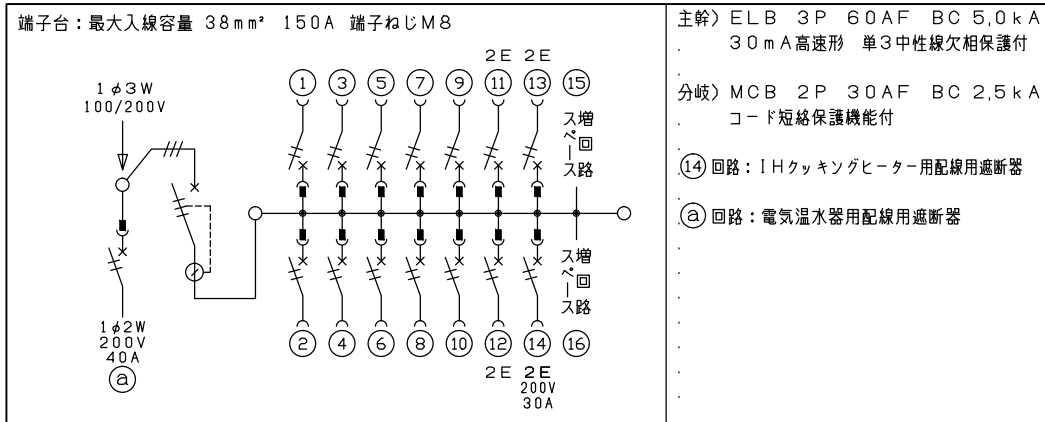 端子台：最大入線容量 38mm² 150A 端子ねじM8
2E 2E
① ③ ⑤ ⑦ ⑨ ⑪ ⑬ ⑮
1φ3W
100/200V
増回路
スペース
増回路
スペース
② ④ ⑥ ⑧ ⑩ ⑫ ⑭ ⑯
2E 2E
200V
30A
1φ2W
200V
40A
ⓐ
主幹）ELB 3P 60AF BC 5,0kA
30mA高速形 単3中性線欠相保護付
分岐）MCB 2P 30AF BC 2,5kA
コード短絡保護機能付
⑭回路：IHクッキングヒーター用配線用遮断器
ⓐ回路：電気温水器用配線用遮断器